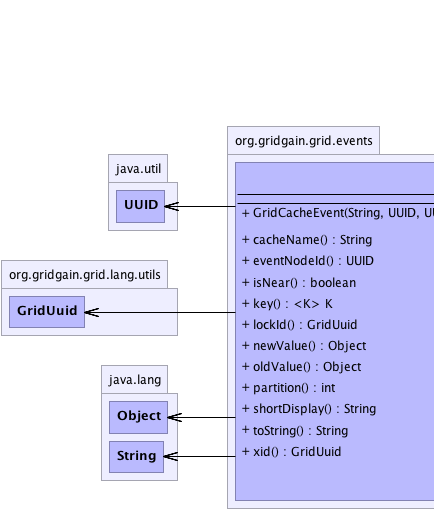 org.gridgain.grid.events
java.util
UUID
+ GridCacheEvent(String, UUID,
+ cacheName() : String
+ eventNodeId() : UUID
+ isNear() : boolean
org.gridgain.grid.lang.utils
+ key() : <K> K
GridUuid
+ lockId() : GridUuid
+ newValue() : Object
+ oldValue() : Object
java.lang
+ partition() : int
+ shortDisplay() : String
Object
+ toString() : String
String
+ xid() : GridUuid